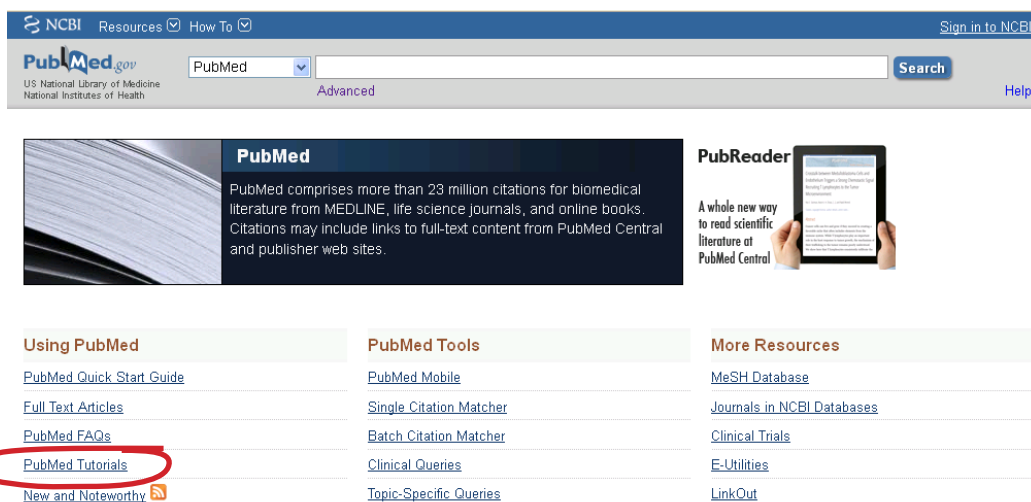 NCBI Resources How To Sign in to NCBI
PubMed.gov
US National Library of Medicine
National Institutes of Health
PubMed
Search
Advanced
Help
PubMed
PubMed comprises more than 23 million citations for biomedical
literature from MEDLINE, life science journals, and online books.
Citations may include links to full-text content from PubMed Central
and publisher web sites.
PubReader
A whole new way
to read scientific
literature at
PubMed Central
Using PubMed
PubMed Quick Start Guide
Full Text Articles
PubMed FAQs
PubMed Tutorials
New and Noteworthy
PubMed Tools
PubMed Mobile
Single Citation Matcher
Batch Citation Matcher
Clinical Queries
Topic-Specific Queries
More Resources
MeSH Database
Journals in NCBI Databases
Clinical Trials
E-Utilities
LinkOut